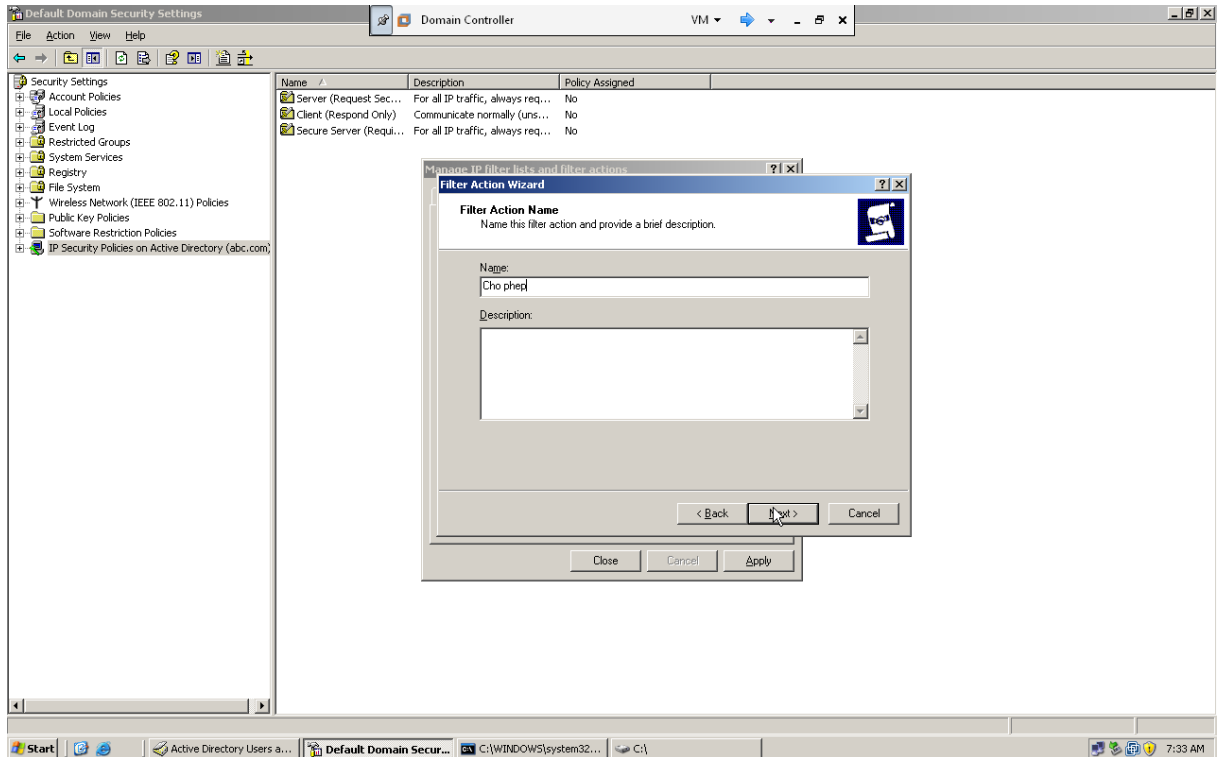 Default Domain Security Settings
Domain Controller
VM
File Action View Help
Security Settings
Account Policies
Local Policies
Event Log
Restricted Groups
System Services
Registry
File System
Wireless Network (IEEE 802.11) Policies
Public Key Policies
Software Restriction Policies
IP Security Policies on Active Directory (abc.com)
Name Description Policy Assigned
Server (Request Sec... For all IP traffic, always req... No
Client (Respond Only) Communicate normally (uns... No
Secure Server (Requi... For all IP traffic, always req... No
Manage IP filter lists and filter actions
Filter Action Wizard
Filter Action Name
Name this filter action and provide a brief description.
Name:
Cho phep
Description:
< Back Next > Cancel
Close Cancel Apply
Start Active Directory Users a... Default Domain Secur... C:\WINDOWS\system32... C:\ 7:33 AM